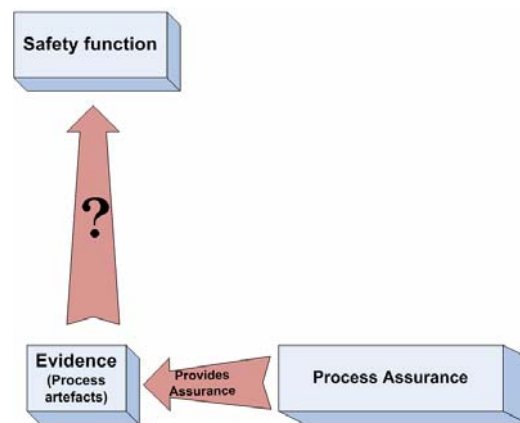 Safety function
?
Evidence
(Process
artefacts)
Provides
Assurance
Process Assurance